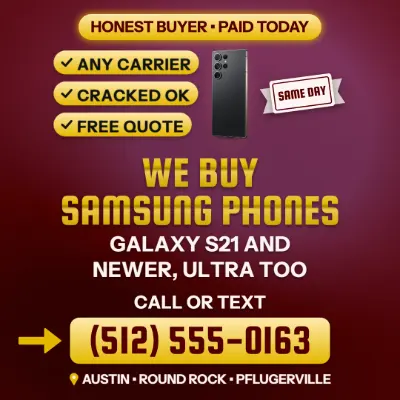 HONEST BUYER • PAID TODAY
ANY CARRIER
CRACKED OK
FREE QUOTE
SAME DAY
WE BUY
SAMSUNG PHONES
GALAXY S21 AND
NEWER, ULTRA TOO
CALL OR TEXT
(512) 555-0163
AUSTIN • ROUND ROCK • PFLUGERVILLE